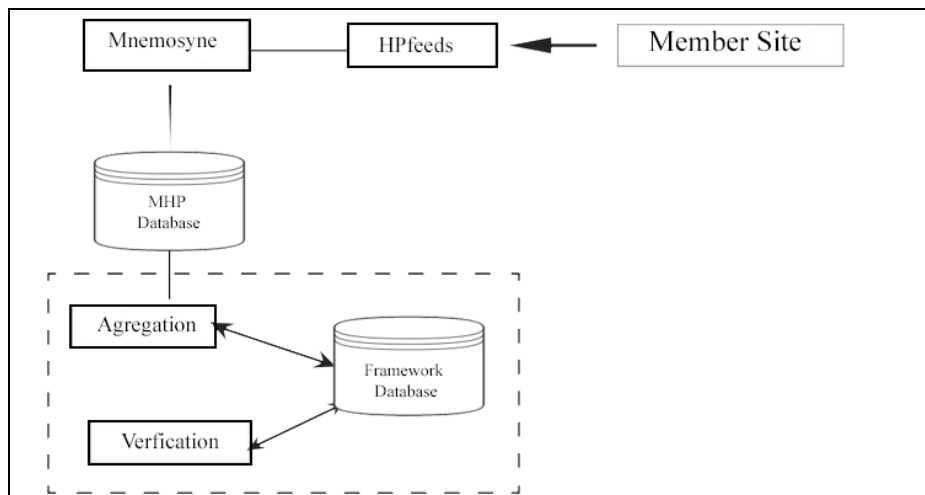 Mnemosyne
HPfeeds
Member Site
MHP
Database
Agregation
Framework
Database
Verfication